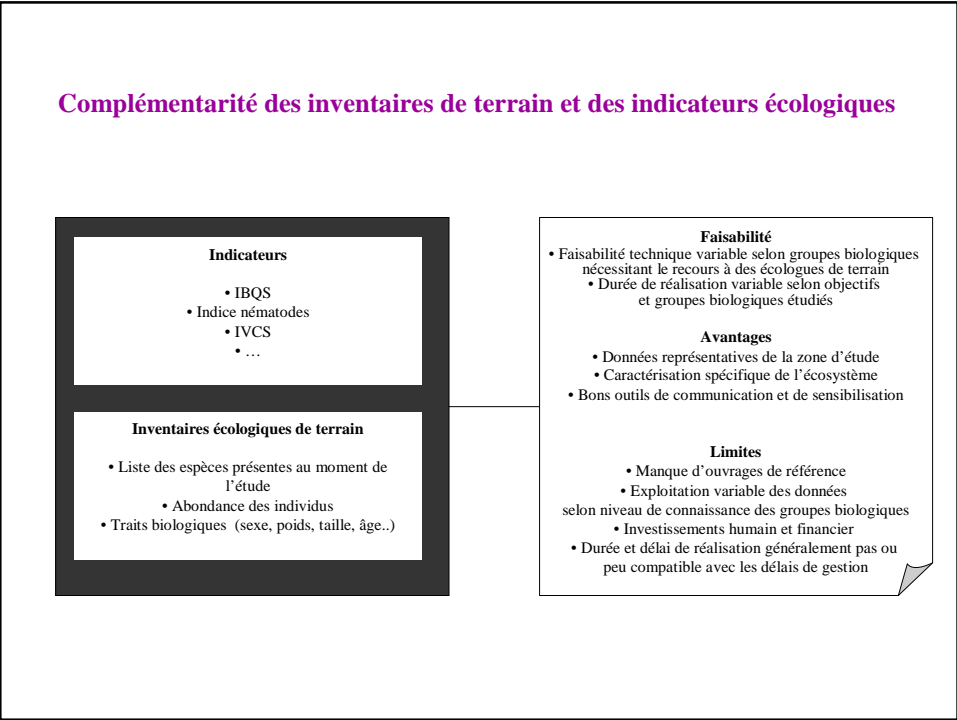 Complémentarité des inventaires de terrain et des indicateurs écologiques
Indicateurs
• IBQS
• Indice nématodes
• IVCS
• …
Inventaires écologiques de terrain
• Liste des espèces présentes au moment de
l’étude
• Abondance des individus
• Traits biologiques (sexe, poids, taille, âge..)
Faisabilité
• Faisabilité technique variable selon groupes biologiques
nécessitant le recours à des écologues de terrain
• Durée de réalisation variable selon objectifs
et groupes biologiques étudiés
Avantages
• Données représentatives de la zone d’étude
• Caractérisation spécifique de l’écosystème
• Bons outils de communication et de sensibilisation
Limites
• Manque d’ouvrages de référence
• Exploitation variable des données
selon niveau de connaissance des groupes biologiques
• Investissements humain et financier
• Durée et délai de réalisation généralement pas ou
peu compatible avec les délais de gestion